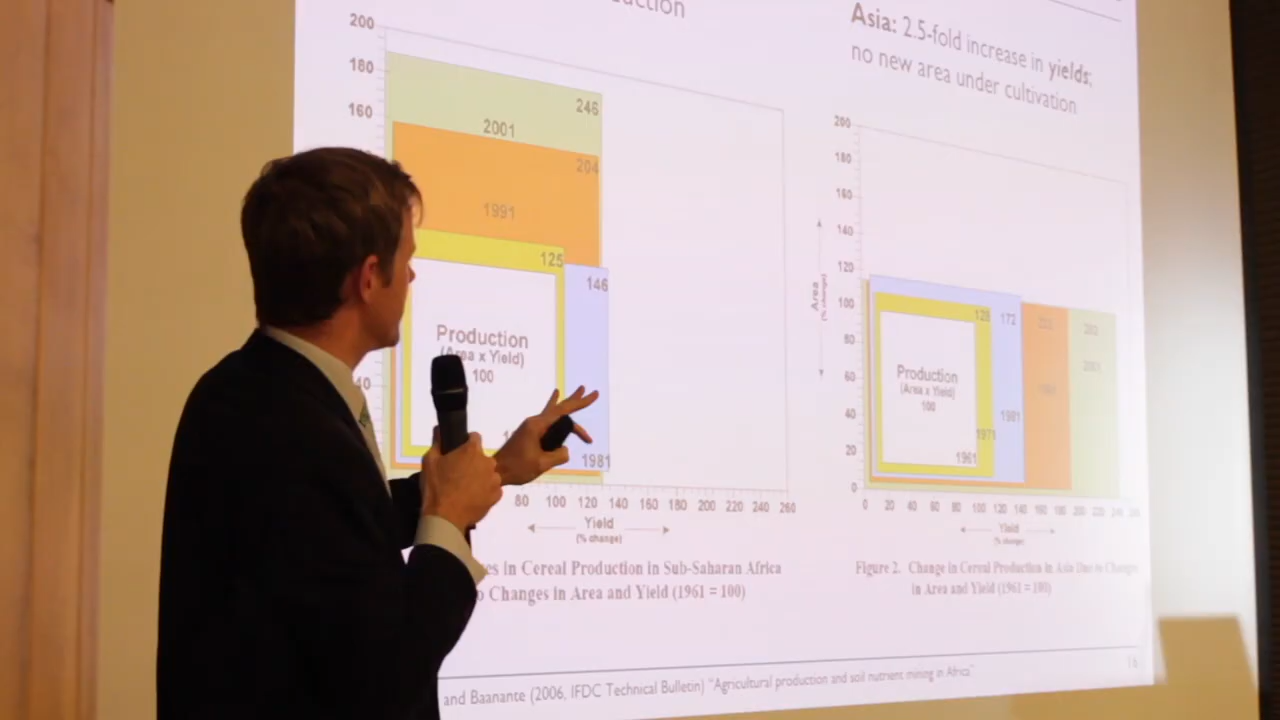 Asia: 2.5-fold increase in yields;
no new area under cultivation
200
180
160
246
2001
204
1991
125
146
Production
(Area x Yield)
100
1981
80 100 120 140 160 180 200 220 240 260
Yield
(% change)
in Cereal Production in Sub-Saharan Africa
Changes in Area and Yield (1961 = 100)
200
180
160
140
120
100
80
60
40
20
0
Area
(% change)
128
172
Production
(Area x Yield)
100
1981
1971
1961
0 20 40 60 80 100 120 140 160 180 200 220 240
Yield
(% change)
Figure 2. Change in Cereal Production in Asia Due to Changes
in Area and Yield (1961 = 100)
and Baanante (2006, IFDC Technical Bulletin) "Agricultural production and soil nutrient mining in Africa"